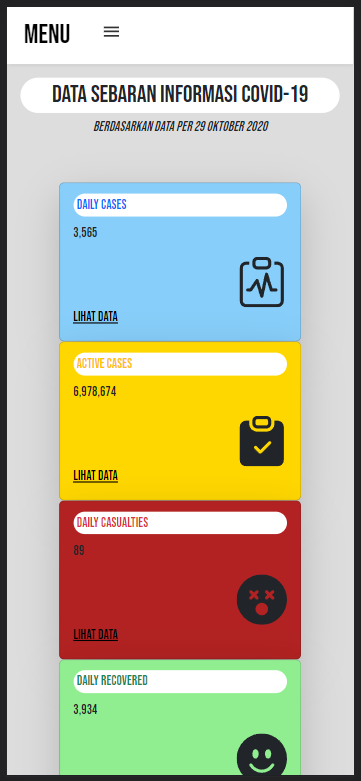 MENU
DATA SEBARAN INFORMASI COVID-19
BERDASARKAN DATA PER 29 OKTOBER 2020
DAILY CASES
3,565
LIHAT DATA
ACTIVE CASES
6,978,674
LIHAT DATA
DAILY CASUALTIES
89
LIHAT DATA
DAILY RECOVERED
3,934